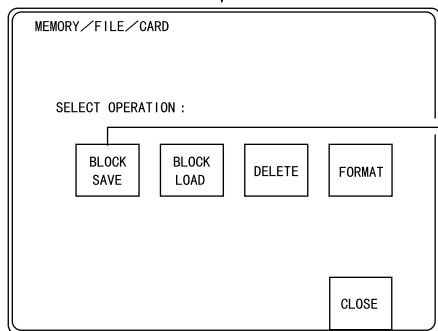 MEMORY／FILE／CARD
SELECT OPERATION :
BLOCK
SAVE
BLOCK
LOAD
DELETE
FORMAT
CLOSE